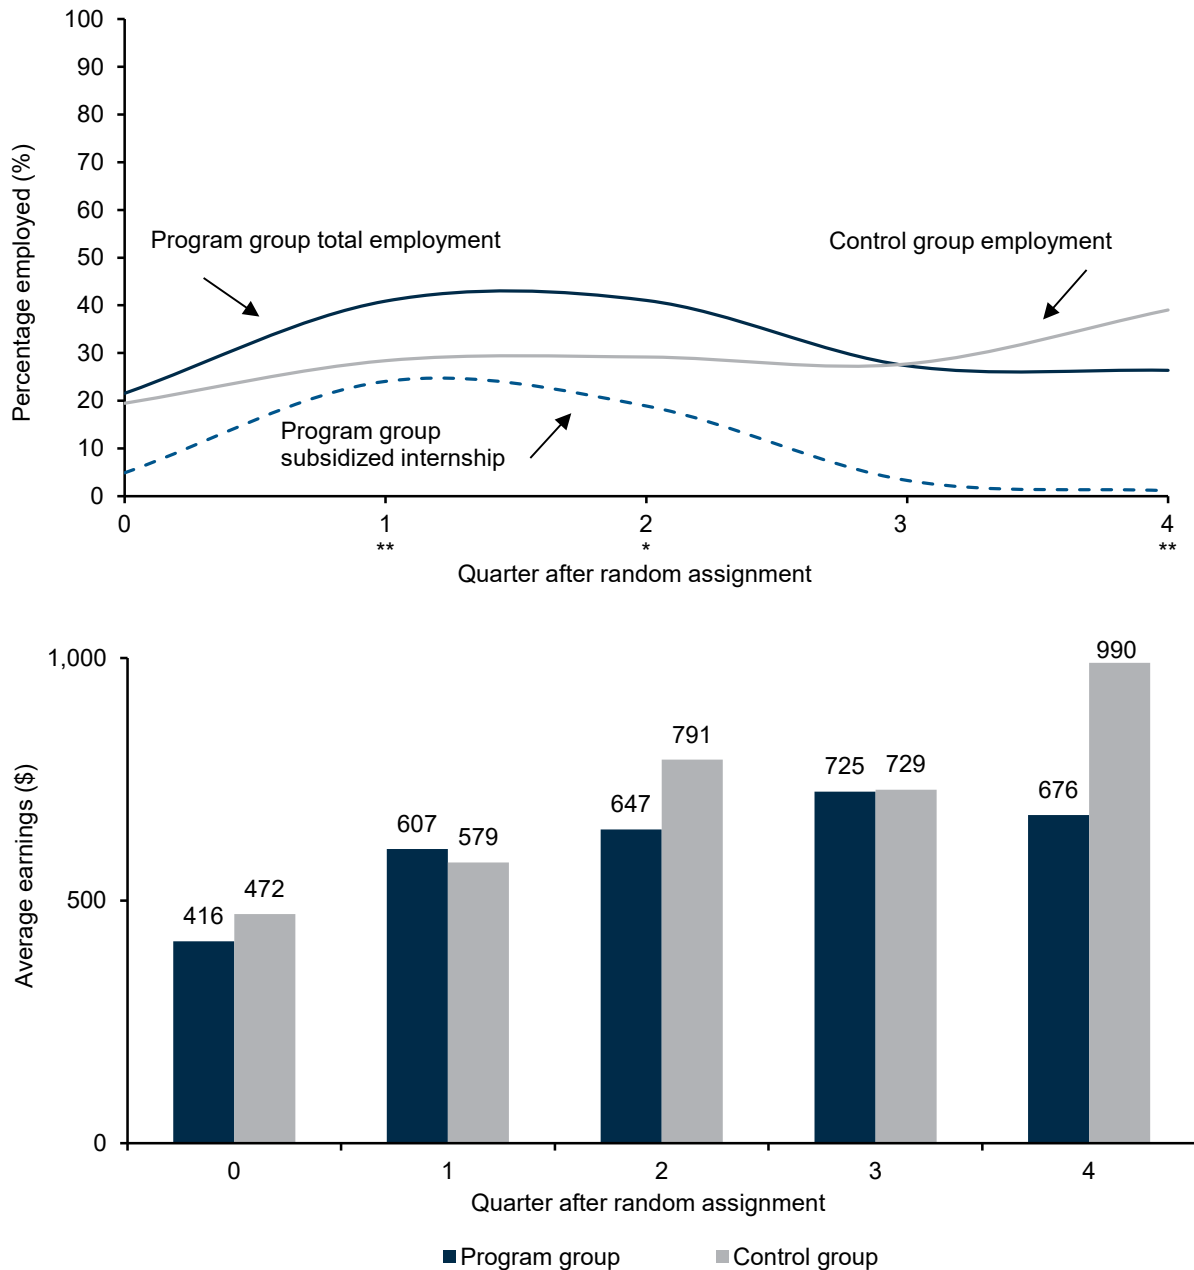 100
90
80
70
60
50
40
30
20
10
0
Percentage employed (%)
Program group total employment
Control group employment
Program group
subsidized internship
0 1 2 3 4
** * **
Quarter after random assignment
1,000
500
0
Average earnings ($)
416 472 607 579 647 791 725 729 676 990
0 1 2 3 4
Quarter after random assignment
Program group Control group